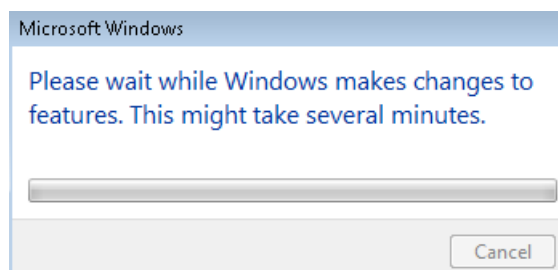 Microsoft Windows
Please wait while Windows makes changes to
features. This might take several minutes.
Cancel